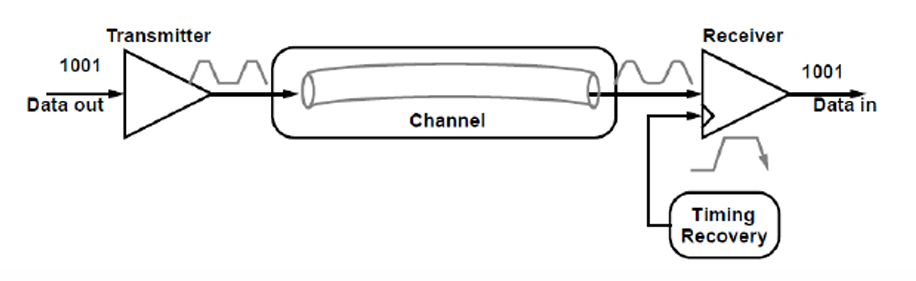 Transmitter
1001
Data out
Channel
Receiver
1001
Data in
Timing
Recovery